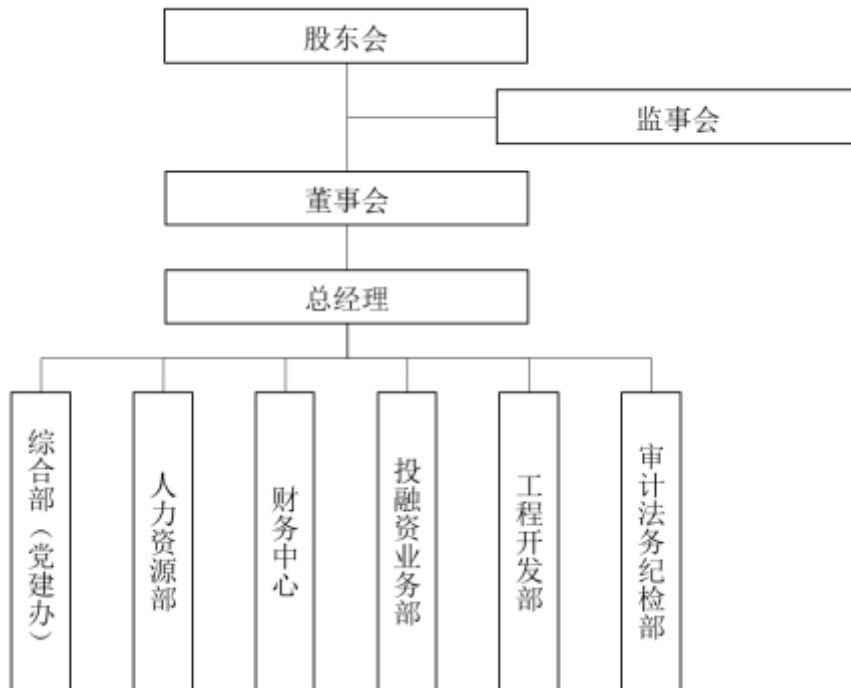 股东会
监事会
董事会
总经理
综合部（党建办）
人力资源部
财务中心
投融资业务部
工程开发部
审计法务纪检部